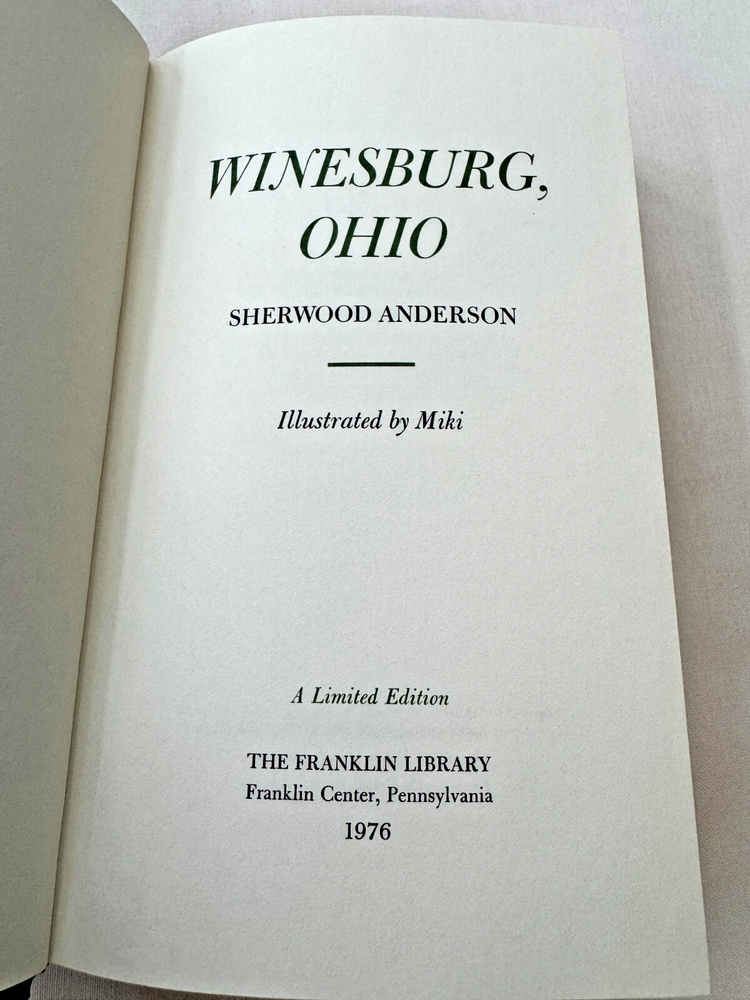 WINESBURG,
OHIO
SHERWOOD ANDERSON
Illustrated by Miki
A Limited Edition
THE FRANKLIN LIBRARY
Franklin Center, Pennsylvania
1976